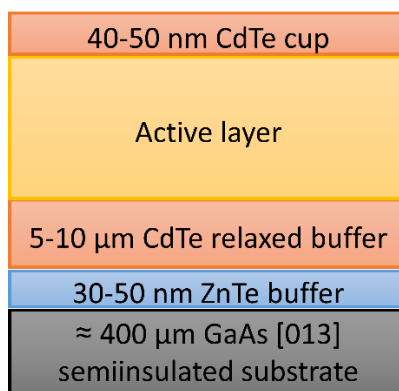 40-50 nm CdTe cup
Active layer
5-10 μm CdTe relaxed buffer
30-50 nm ZnTe buffer
≈ 400 μm GaAs [013]
semiinsulated substrate